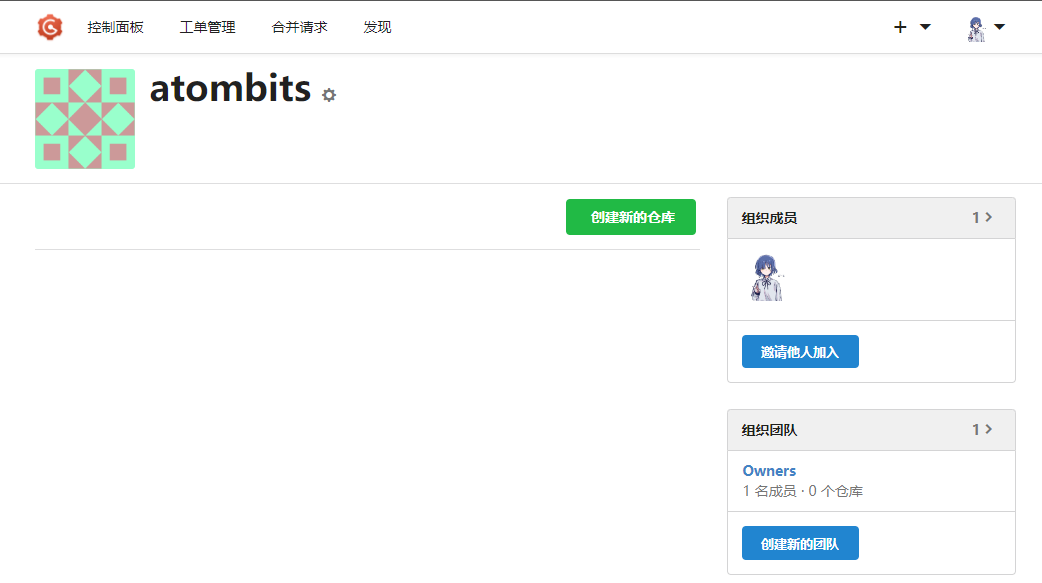 控制面板 工单管理 合并请求 发现
atombits
创建新的仓库
组织成员 1
邀请他人加入
组织团队 1
Owners
1 名成员 · 0 个仓库
创建新的团队